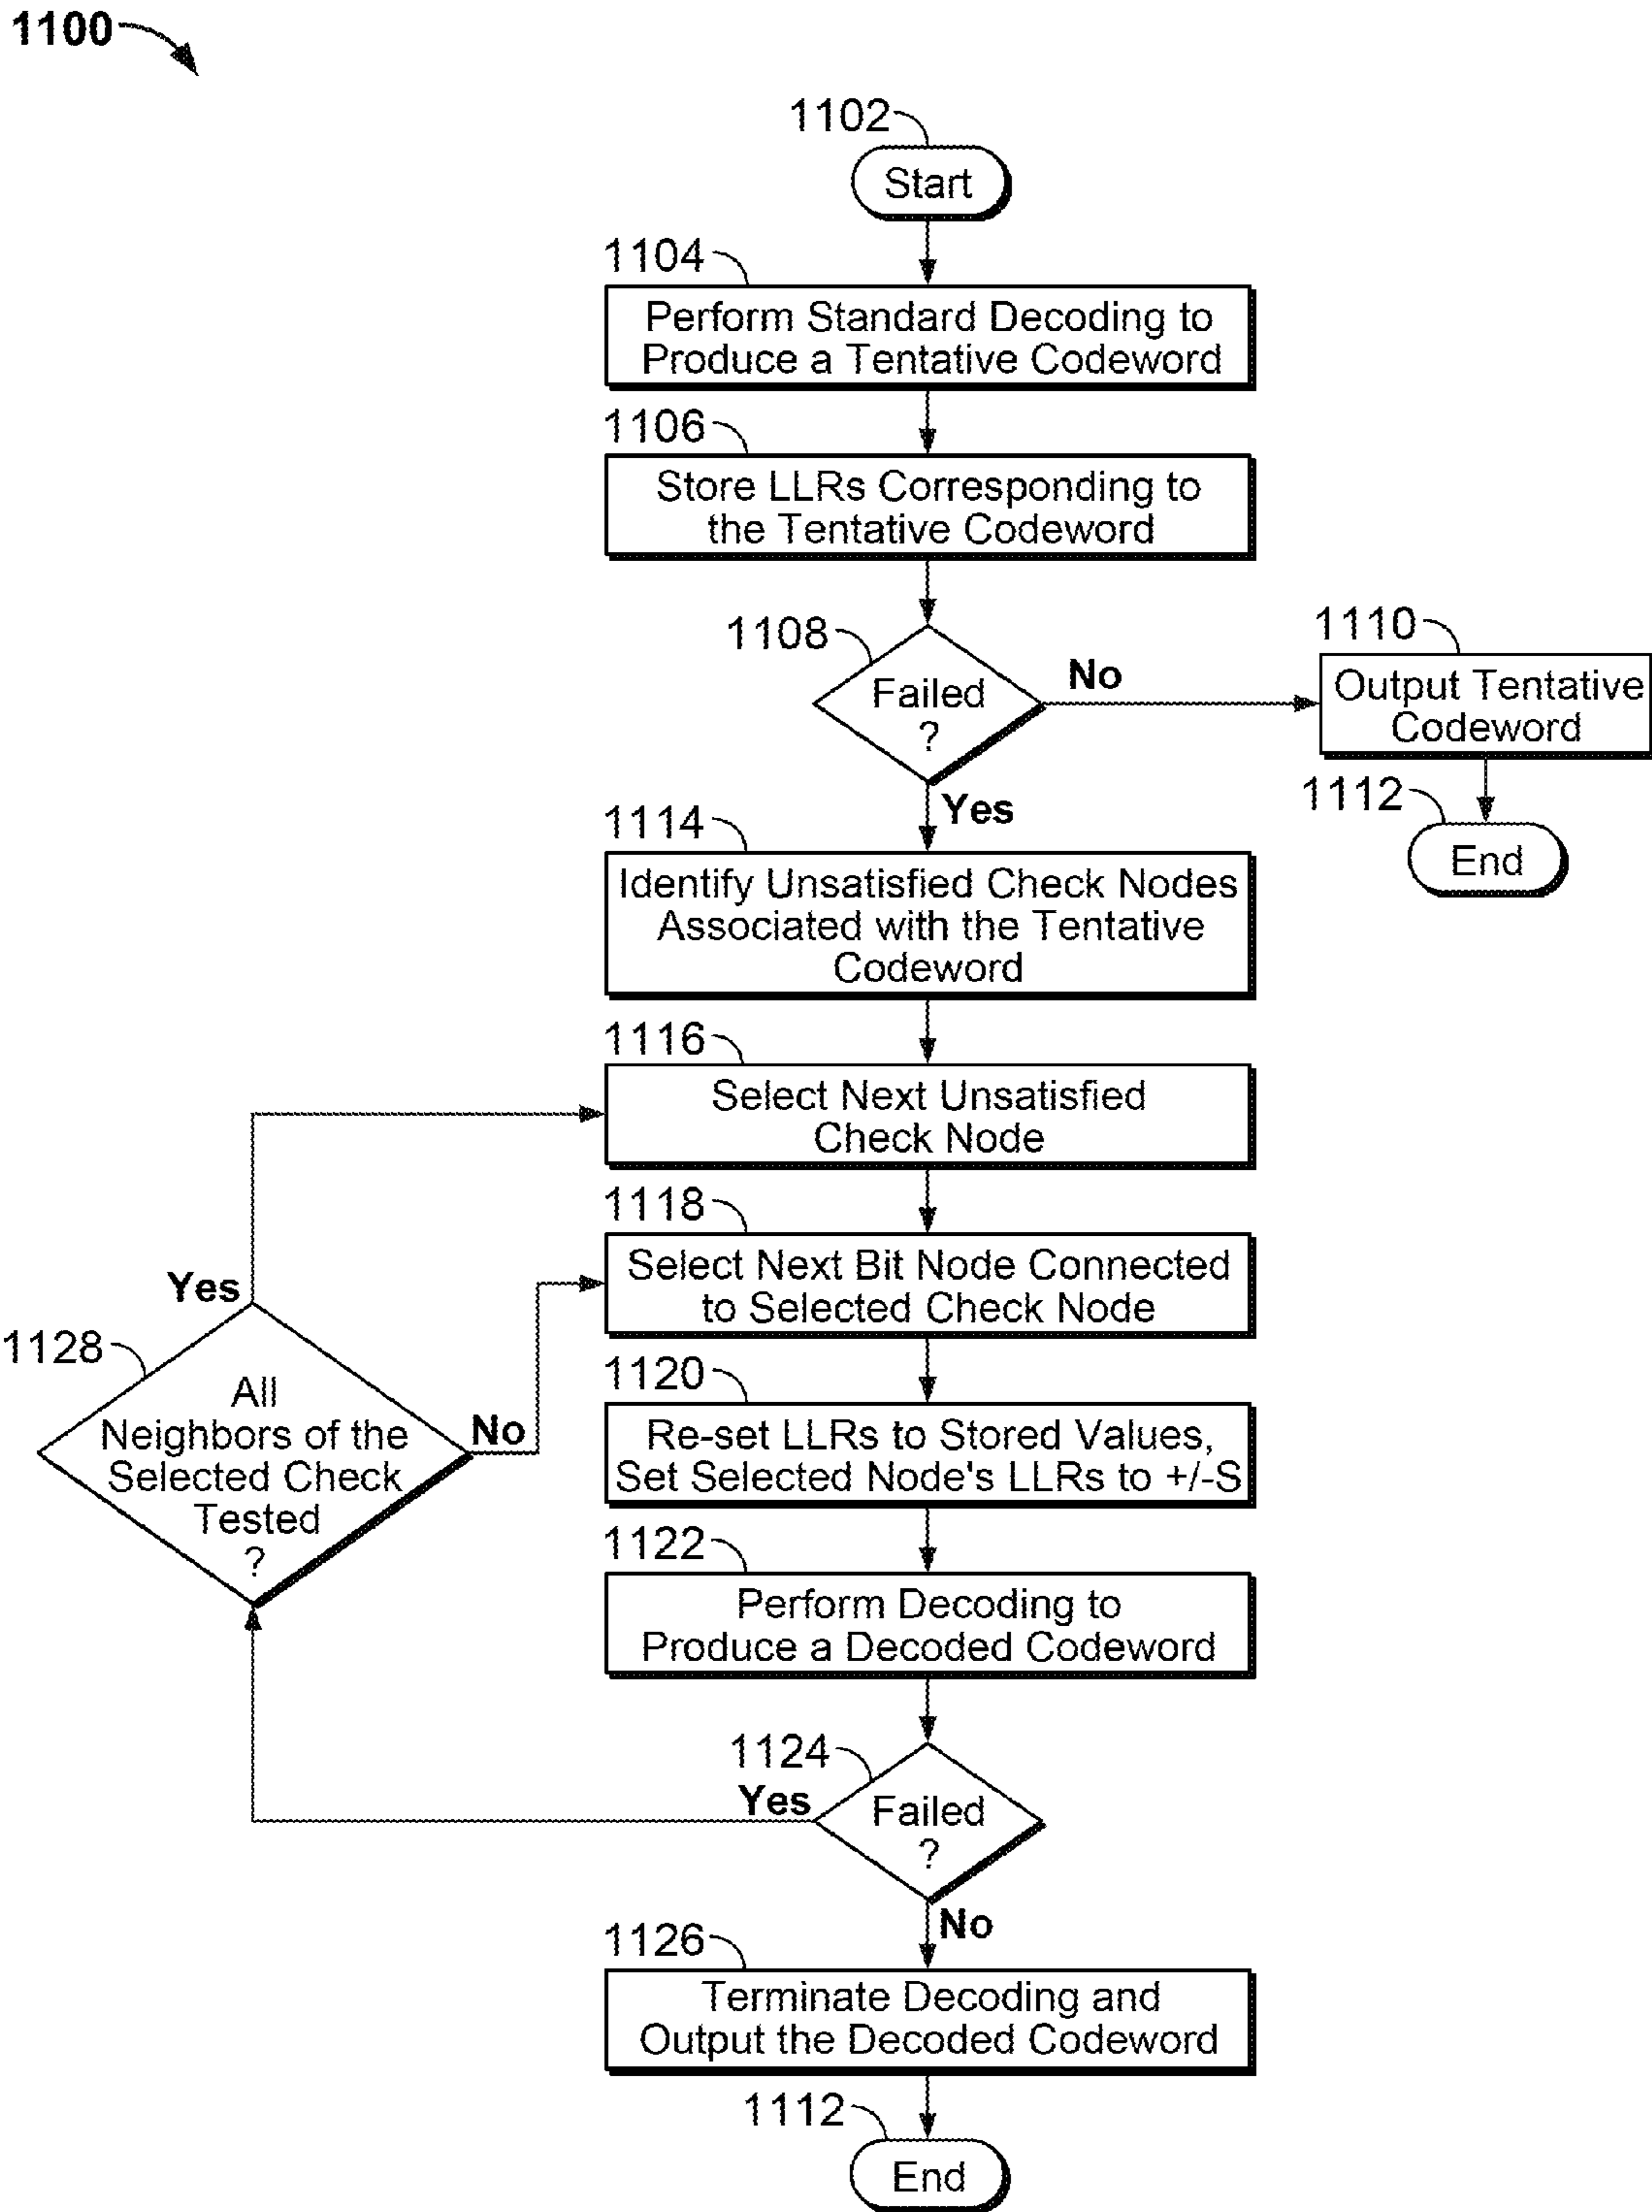 1100
1102
Start
1104
Perform Standard Decoding to
Produce a Tentative Codeword
1106
Store LLRs Corresponding to
the Tentative Codeword
1108
Failed
?
No
1110
Output Tentative
Codeword
1112
End
Yes
1114
Identify Unsatisfied Check Nodes
Associated with the Tentative
Codeword
1116
Select Next Unsatisfied
Check Node
1118
Select Next Bit Node Connected
to Selected Check Node
1120
Re-set LLRs to Stored Values,
Set Selected Node's LLRs to +/-S
1122
Perform Decoding to
Produce a Decoded Codeword
1124
Failed
?
Yes
1128
All
Neighbors of the
Selected Check
Tested
?
Yes
No
No
1126
Terminate Decoding and
Output the Decoded Codeword
1112
End